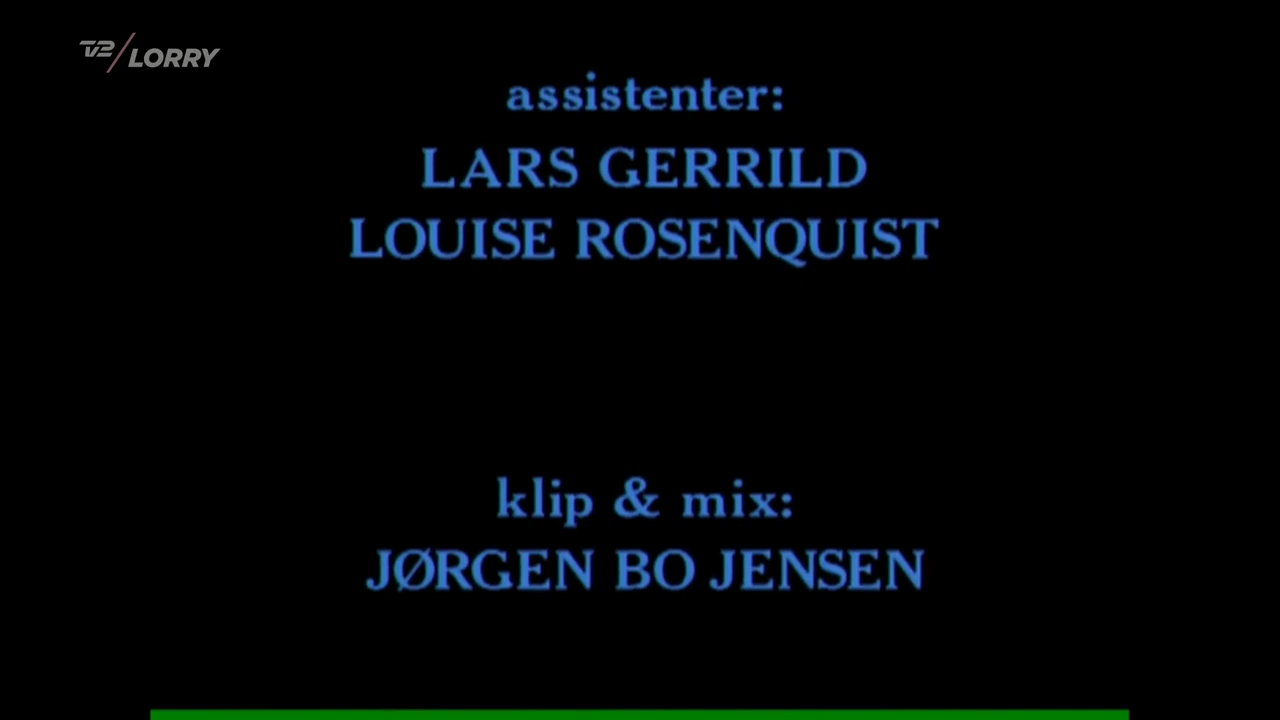 TV2/LORRY
assistenter:
LARS GERRILD
LOUISE ROSENQUIST
klip & mix:
JØRGEN BO JENSEN